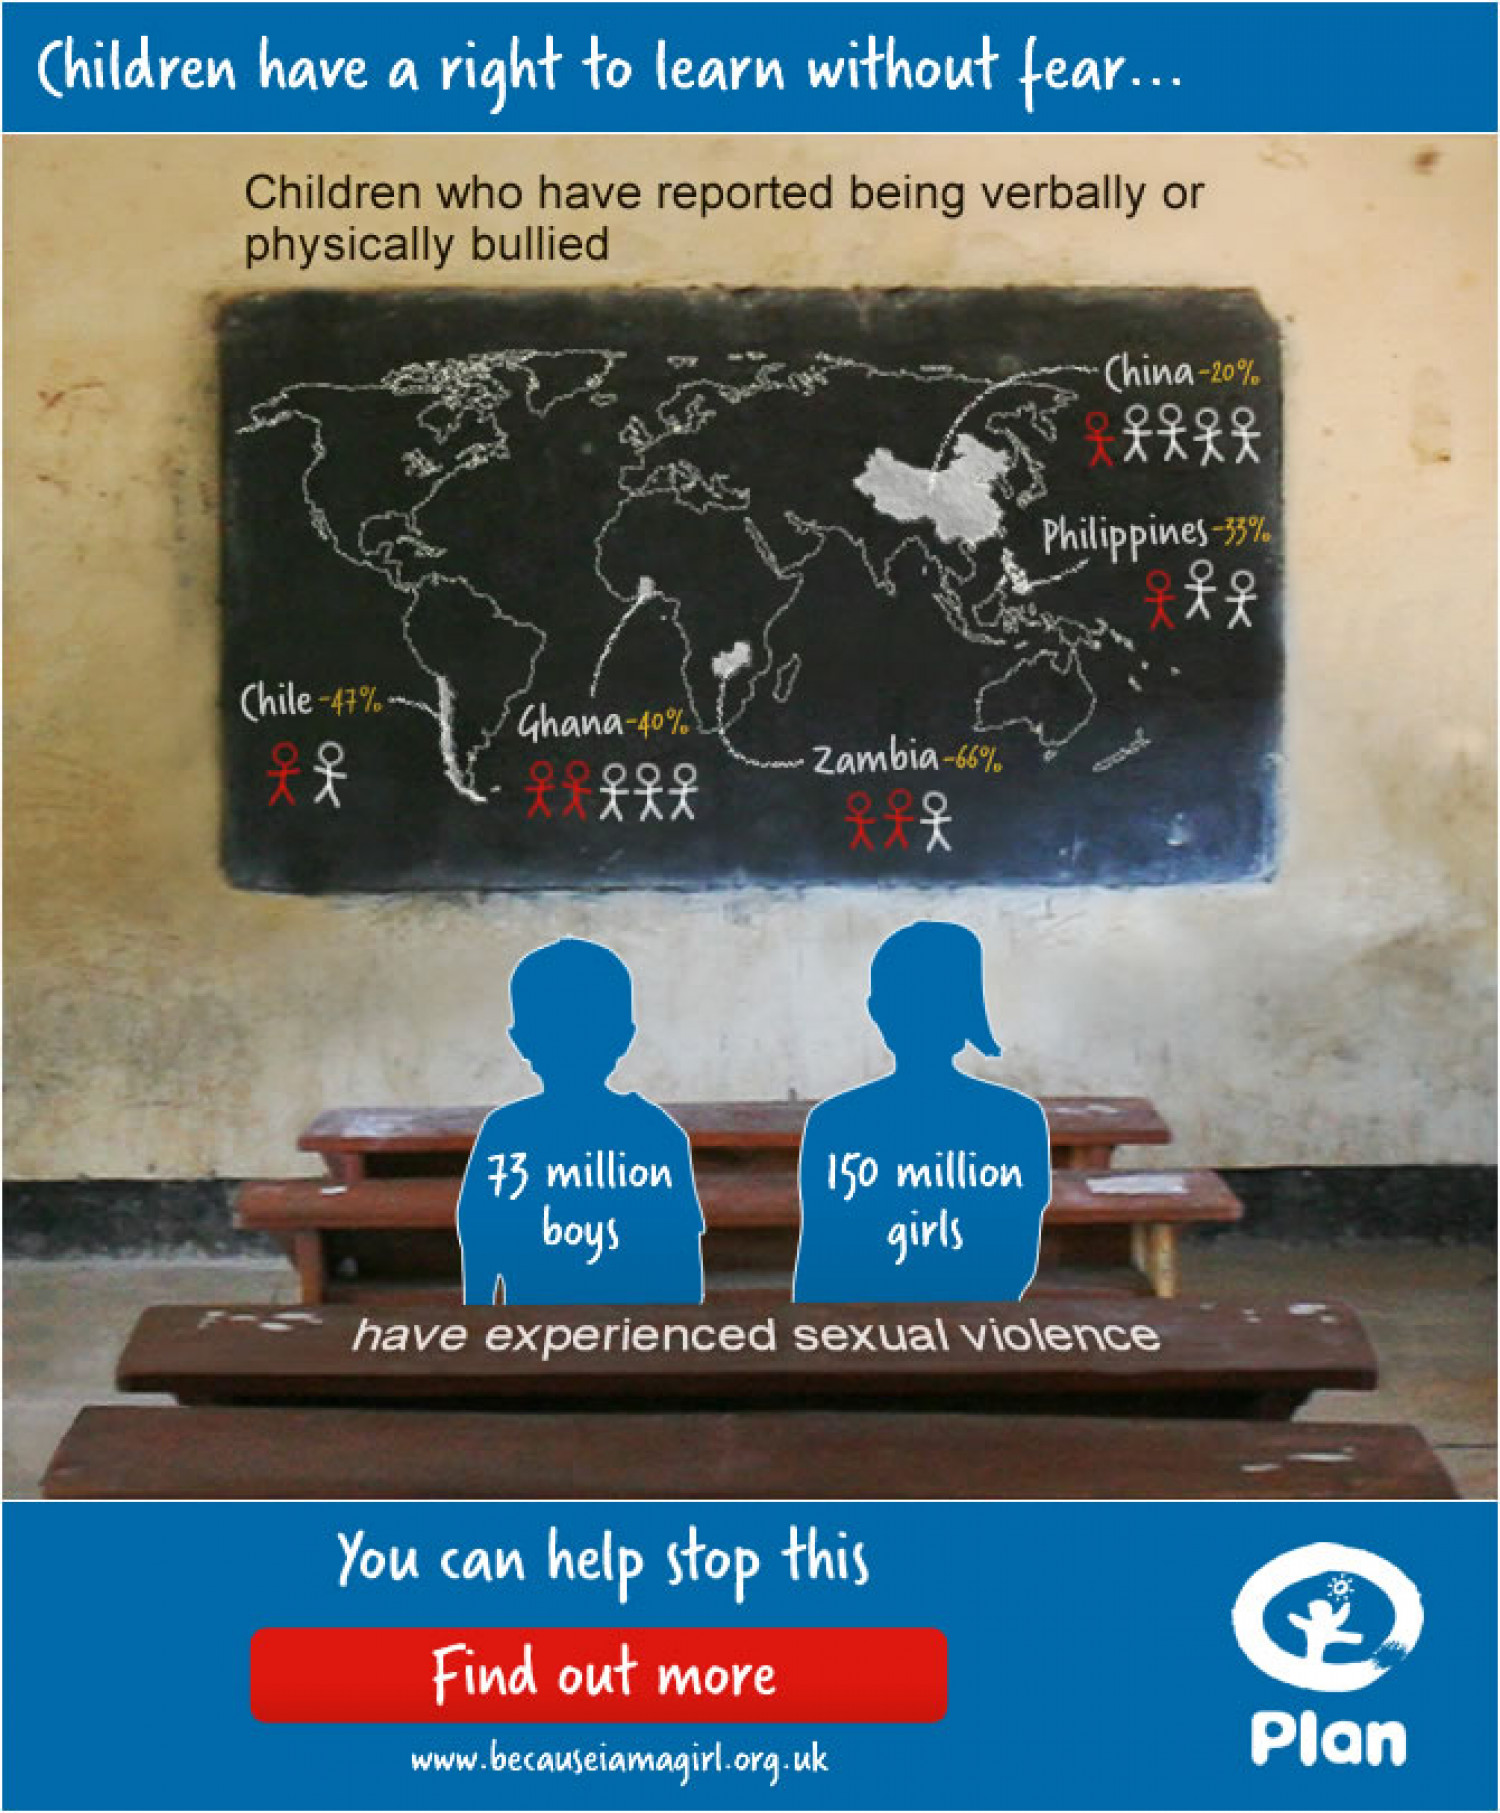 Children have a right to learn without fear...
Children who have reported being verbally or
physically bullied
China-20%
Philippines-33%
Chile-47%
Ghana-40%
Zambia-66%
73 million
boys
150 million
girls
have experienced sexual violence
You can help stop this
Find out more
www.becauseiamagirl.org.uk
Plan